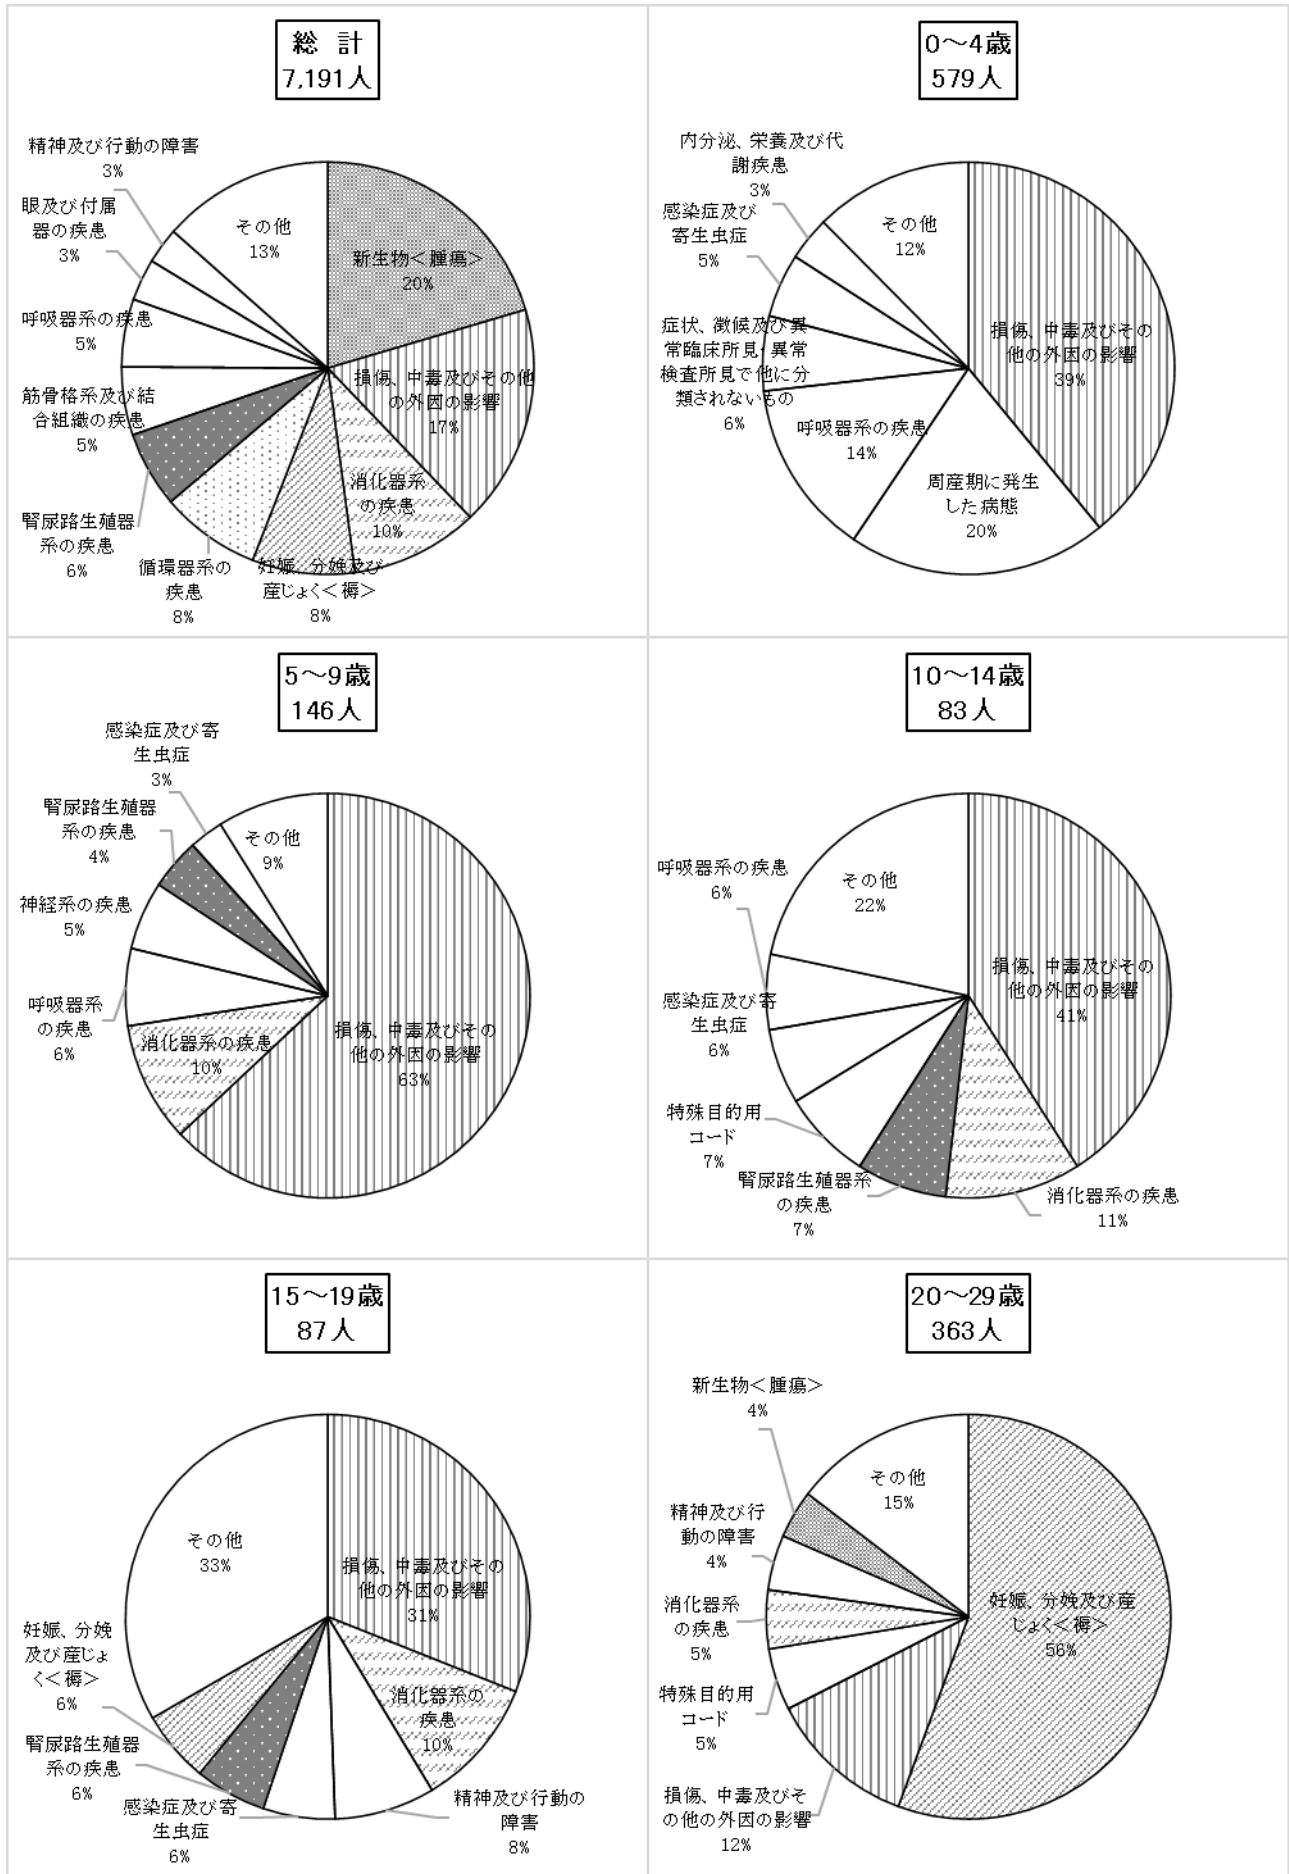 総 計
7,191人
精神及び行動の障害
3%
眼及び付属
器の疾患
3%
呼吸器系の疾患
5%
筋骨格系及び結
合組織の疾患
5%
腎尿路生殖器
系の疾患
6%
循環器系の
疾患
8%
妊娠、分娩及び
産じょく＜褥＞
8%
消化器系
の疾患
10%
損傷、中毒及びその他
の外因の影響
17%
新生物＜腫瘍＞
20%
その他
13%
0～4歳
579人
内分泌、栄養及び代
謝疾患
3%
感染症及び
寄生虫症
5%
症状、徴候及び異
常臨床所見・異常
検査所見で他に分
類されないもの
6%
呼吸器系の疾患
14%
周産期に発生
した病態
20%
損傷、中毒及びその
他の外因の影響
39%
その他
12%
5～9歳
146人
感染症及び寄
生虫症
3%
腎尿路生殖器
系の疾患
4%
神経系の疾患
5%
呼吸器系
の疾患
6%
消化器系の疾患
10%
損傷、中毒及びその
他の外因の影響
63%
その他
9%
10～14歳
83人
呼吸器系の疾患
6%
感染症及び寄
生虫症
6%
特殊目的用
コード
7%
腎尿路生殖器系
の疾患
7%
消化器系の疾患
11%
損傷、中毒及びその
他の外因の影響
41%
その他
22%
15～19歳
87人
その他
33%
妊娠、分娩
及び産じょ
く＜褥＞
6%
腎尿路生殖器
系の疾患
6%
感染症及び寄
生虫症
6%
精神及び行動の
障害
8%
消化器系の
疾患
10%
損傷、中毒及びその
他の外因の影響
31%
20～29歳
363人
新生物＜腫瘍＞
4%
精神及び行
動の障害
4%
消化器系
の疾患
5%
特殊目的用
コード
5%
損傷、中毒及びそ
の他の外因の影響
12%
妊娠、分娩及び産
じょく＜褥＞
56%
その他
15%